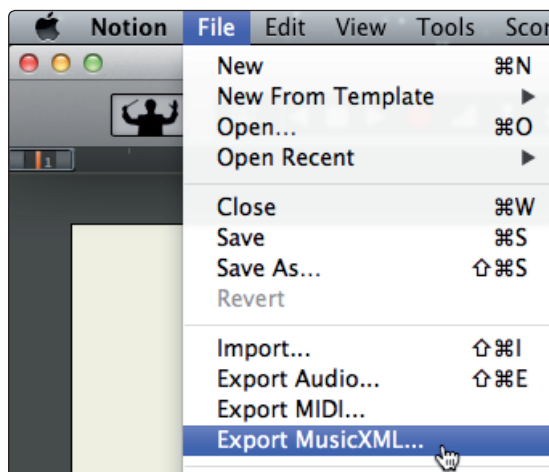 Notion File Edit View Tools Scor
New ⌘N
New From Template ▶
Open... ⌘O
Open Recent ▶
1
Close ⌘W
Save ⌘S
Save As... ⇧⌘S
Revert
Import... ⇧⌘I
Export Audio... ⇧⌘E
Export MIDI...
Export MusicXML...